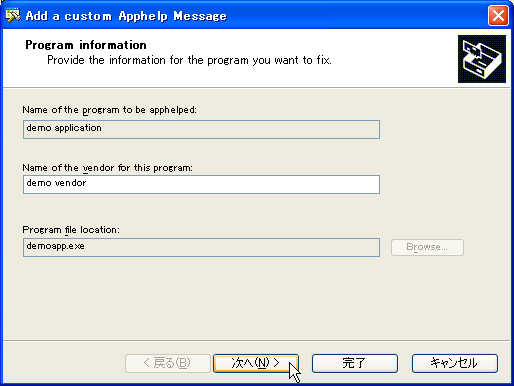 Add a custom Apphelp Message
Program information
Provide the information for the program you want to fix.
Name of the program to be apphelped:
demo application
Name of the vendor for this program:
demo vendor
Program file location:
demoapp.exe
Browse...
< 戻る(B)
次へ(N) >
完了
キャンセル